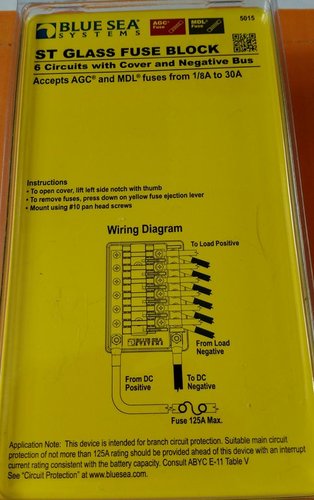 BLUE SEA
SYSTEMS
AGC®
Fuse
MDL®
Fuse
5015
ST GLASS FUSE BLOCK
6 Circuits with Cover and Negative Bus
Accepts AGC® and MDL® fuses from 1/8A to 30A
Instructions
• To open cover, lift left side notch with thumb
• To remove fuses, press down on yellow fuse ejection lever
• Mount using #10 pan head screws
Wiring Diagram
To Load Positive
From Load
Negative
From DC
Positive
To DC
Negative
Fuse 125A Max.
Application Note: This device is intended for branch circuit protection. Suitable main circuit
protection of not more than 125A rating should be provided ahead of this device with an interrupt
current rating consistent with the battery capacity. Consult ABYC E-11 Table V
See “Circuit Protection” at www.bluesea.com.